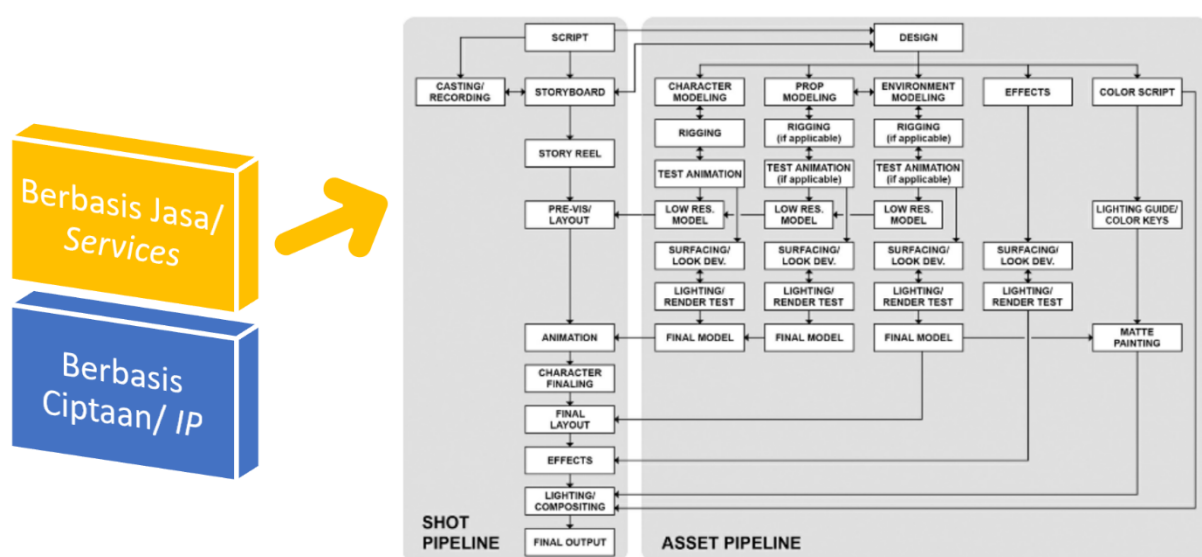 Berbasis Jasa/
Services
Berbasis
Ciptaan/ IP
SCRIPT
CASTING/
RECORDING
STORYBOARD
STORY REEL
PRE-VIS/
LAYOUT
ANIMATION
CHARACTER
FINALING
FINAL
LAYOUT
EFFECTS
LIGHTING/
COMPOSITING
FINAL OUTPUT
SHOT
PIPELINE
DESIGN
CHARACTER
MODELING
RIGGING
TEST ANIMATION
LOW RES.
MODEL
SURFACING/
LOOK DEV.
LIGHTING/
RENDER TEST
FINAL MODEL
PROP
MODELING
RIGGING
(if applicable)
TEST ANIMATION
(if applicable)
LOW RES.
MODEL
SURFACING/
LOOK DEV.
LIGHTING/
RENDER TEST
FINAL MODEL
ENVIRONMENT
MODELING
RIGGING
(if applicable)
TEST ANIMATION
(if applicable)
LOW RES.
MODEL
SURFACING/
LOOK DEV.
LIGHTING/
RENDER TEST
FINAL MODEL
EFFECTS
SURFACING/
LOOK DEV.
LIGHTING/
RENDER TEST
COLOR SCRIPT
LIGHTING GUIDE/
COLOR KEYS
MATTE
PAINTING
ASSET PIPELINE